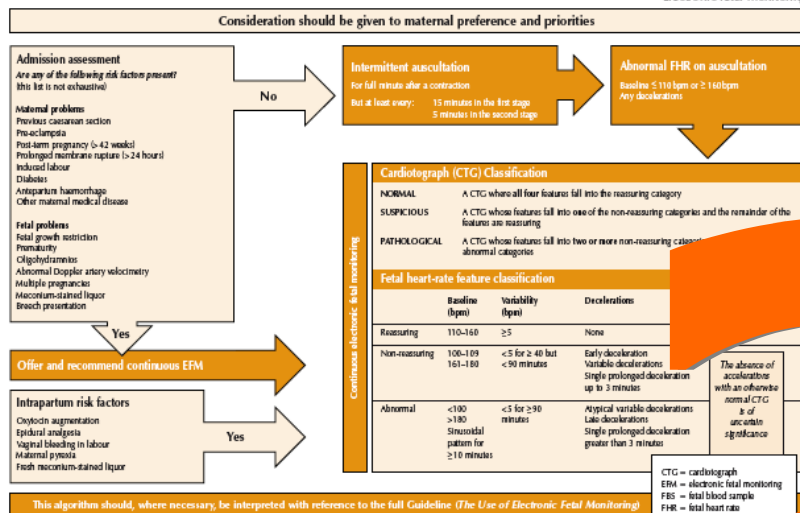 Consideration should be given to maternal preference and priorities
Admission assessment
Are any of the following risk factors present?
(this list is not exhaustive)
Maternal problems
Previous caesarean section
Pre-eclampsia
Post-term pregnancy (> 42 weeks)
Prolonged membrane rupture (> 24 hours)
Induced labour
Diabetes
Antepartum haemorrhage
Other maternal medical disease
Fetal problems
Fetal growth restriction
Prematurity
Oligohydramnios
Abnormal Doppler artery velocimetry
Multiple pregnancies
Meconium-stained liquor
Breech presentation
No
Intermittent auscultation
For full minute after a contraction
But at least every: 15 minutes in the first stage
5 minutes in the second stage
Abnormal FHR on auscultation
Baseline ≤ 110 bpm or ≥ 160 bpm
Any decelerations
Yes
Offer and recommend continuous EFM
Intrapartum risk factors
Oxytocin augmentation
Epidural analgesia
Vaginal bleeding in labour
Maternal pyrexia
Fresh meconium-stained liquor
Yes
Continuous electronic fetal monitoring
Cardiotograph (CTG) Classification
NORMAL A CTG where all four features fall into the reassuring category
SUSPICIOUS A CTG whose features fall into one of the non-reassuring categories and the remainder of the
features are reassuring
PATHOLOGICAL A CTG whose features fall into two or more non-reassuring
abnormal categories
Fetal heart-rate feature classification
Baseline Variability Decelerations
(bpm) (bpm)
Reassuring 110–160 ≥5 None
Non-reassuring 100–109 <5 for ≥ 40 but Early deceleration
161–180 <90 minutes Variable decelerations
Single prolonged deceleration
up to 3 minutes
Abnormal <100 <5 for ≥90 Atypical variable decelerations
>180 minutes Late decelerations
Sinusoidal Single prolonged deceleration
pattern for greater than 3 minutes
≥10 minutes
The absence of
accelerations
with an otherwise
normal CTG
is of
uncertain
significance
CTG = cardiotograph
EFM = electronic fetal monitoring
FBS = fetal blood sample
FHR = fetal heart rate
This algorithm should, where necessary, be interpreted with reference to the full Guideline (The Use of Electronic Fetal Monitoring)